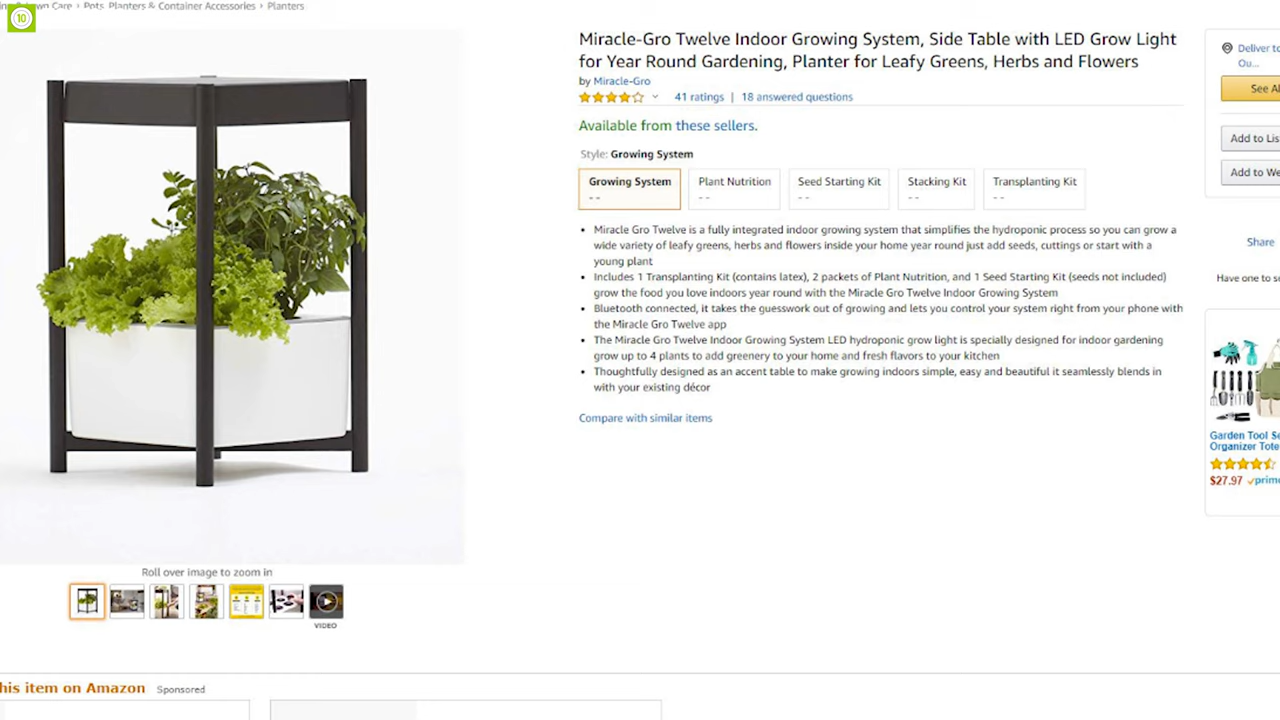 10
Lawn Care › Pots, Planters & Container Accessories › Planters
Miracle-Gro Twelve Indoor Growing System, Side Table with LED Grow Light
for Year Round Gardening, Planter for Leafy Greens, Herbs and Flowers
by Miracle-Gro
41 ratings | 18 answered questions
Available from these sellers.
Style: Growing System
Growing System Plant Nutrition Seed Starting Kit Stacking Kit Transplanting Kit
-- -- -- -- --
• Miracle Gro Twelve is a fully integrated indoor growing system that simplifies the hydroponic process so you can grow a
wide variety of leafy greens, herbs and flowers inside your home year round just add seeds, cuttings or start with a
young plant
• Includes 1 Transplanting Kit (contains latex), 2 packets of Plant Nutrition, and 1 Seed Starting Kit (seeds not included)
grow the food you love indoors year round with the Miracle Gro Twelve Indoor Growing System
• Bluetooth connected, it takes the guesswork out of growing and lets you control your system right from your phone with
the Miracle Gro Twelve app
• The Miracle Gro Twelve Indoor Growing System LED hydroponic grow light is specially designed for indoor gardening
grow up to 4 plants to add greenery to your home and fresh flavors to your kitchen
• Thoughtfully designed as an accent table to make growing indoors simple, easy and beautiful it seamlessly blends in
with your existing décor
Compare with similar items
Deliver to
Ou...
See Al
Add to Lis
Add to We
Share
Have one to s
Garden Tool Se
Organizer Tote
$27.97 prime
Roll over image to zoom in
VIDEO
his item on Amazon Sponsored